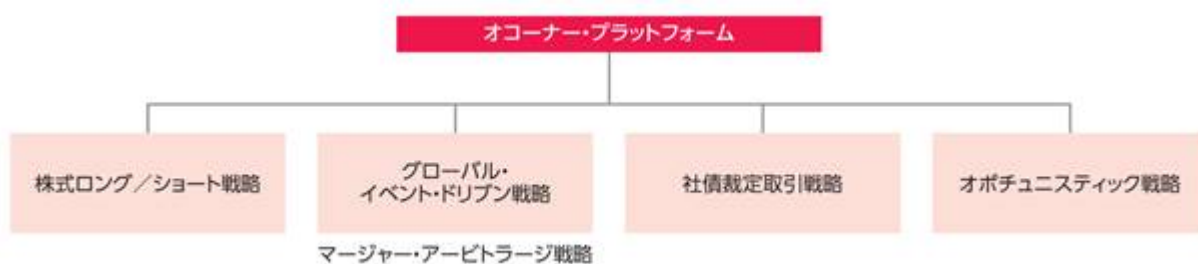 オコーナー・プラットフォーム
株式ロング／ショート戦略
グローバル・
イベント・ドリブン戦略
社債裁定取引戦略
オポチュニスティック戦略
マージャー・アービトラージ戦略